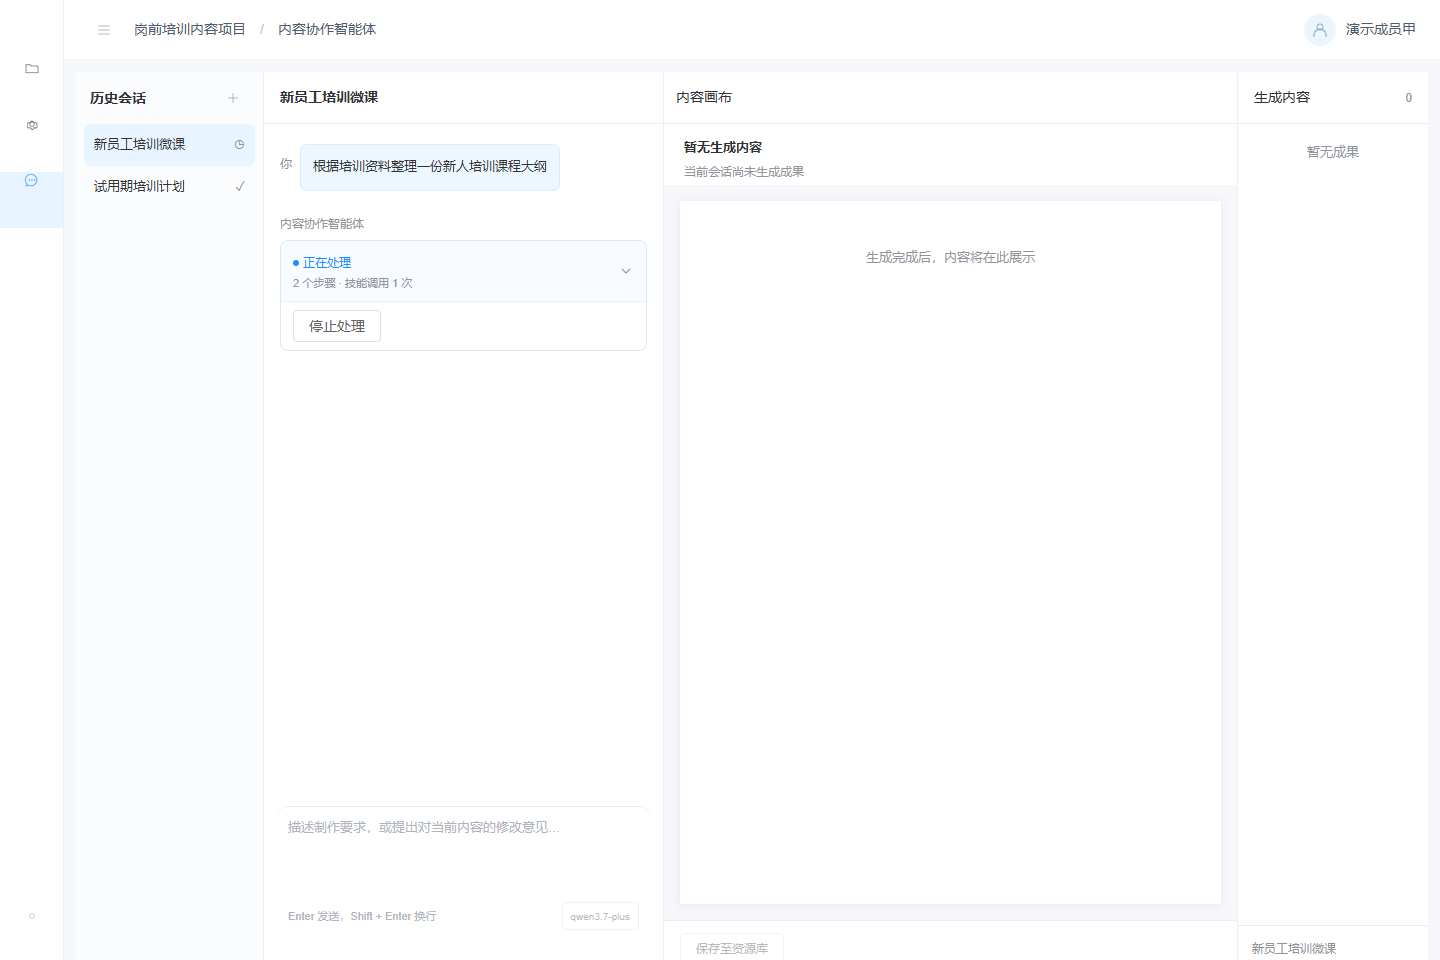 岗前培训内容项目 / 内容协作智能体
演示成员甲
历史会话
新员工培训微课
试用期培训计划
新员工培训微课
你
根据培训资料整理一份新人培训课程大纲
内容协作智能体
正在处理
2 个步骤 · 技能调用 1 次
停止处理
描述制作要求，或提出对当前内容的修改意见...
Enter 发送，Shift + Enter 换行
qwen3.7-plus
内容画布
暂无生成内容
当前会话尚未生成成果
生成完成后，内容将在此展示
保存至资源库
生成内容
0
暂无成果
新员工培训微课